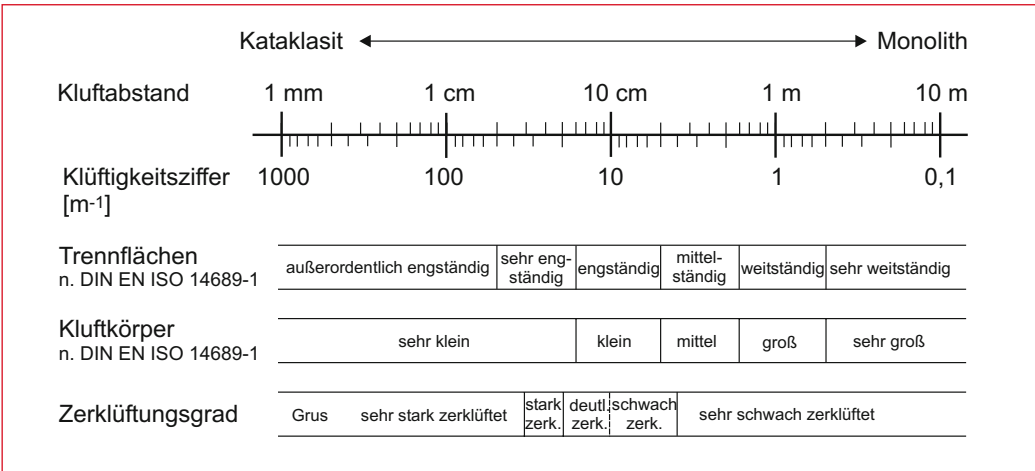 Kataklasit Monolith
Kluftabstand 1 mm 1 cm 10 cm 1 m 10 m
Klüftigkeitsziffer 1000 100 10 1 0,1
[m-1]
Trennflächen
n. DIN EN ISO 14689-1
außerordentlich engständig
sehr eng-
ständig
engständig
mittel-
ständig
weitständig
sehr weitständig
Kluftkörper
n. DIN EN ISO 14689-1
sehr klein klein mittel groß sehr groß
Zerklüftungsgrad
Grus sehr stark zerklüftet
stark
zerk.
deutl.
zerk.
schwach
zerk.
sehr schwach zerklüftet